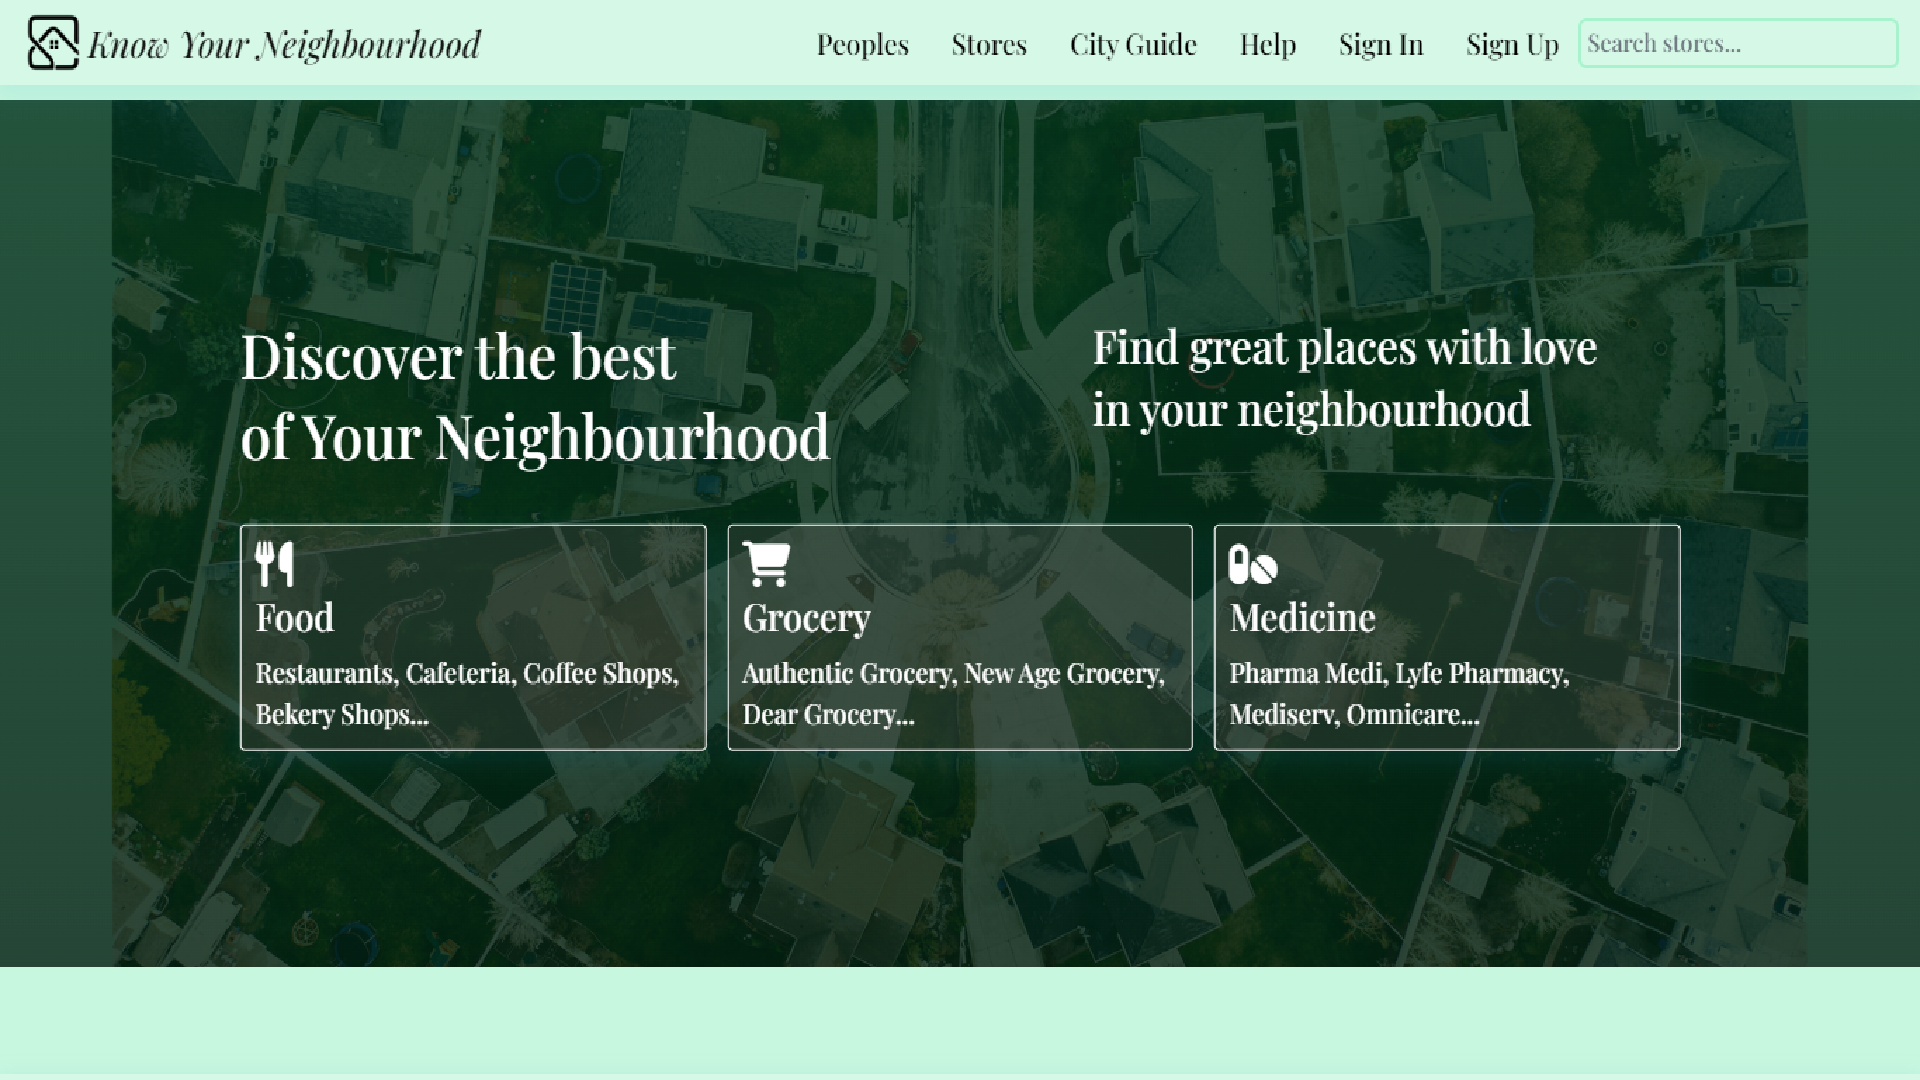 Know Your Neighbourhood
Peoples
Stores
City Guide
Help
Sign In
Sign Up
Search stores...
Discover the best
of Your Neighbourhood
Find great places with love
in your neighbourhood
Food
Restaurants, Cafeteria, Coffee Shops,
Bekery Shops...
Grocery
Authentic Grocery, New Age Grocery,
Dear Grocery...
Medicine
Pharma Medi, Lyfe Pharmacy,
Mediserv, Omnicare...